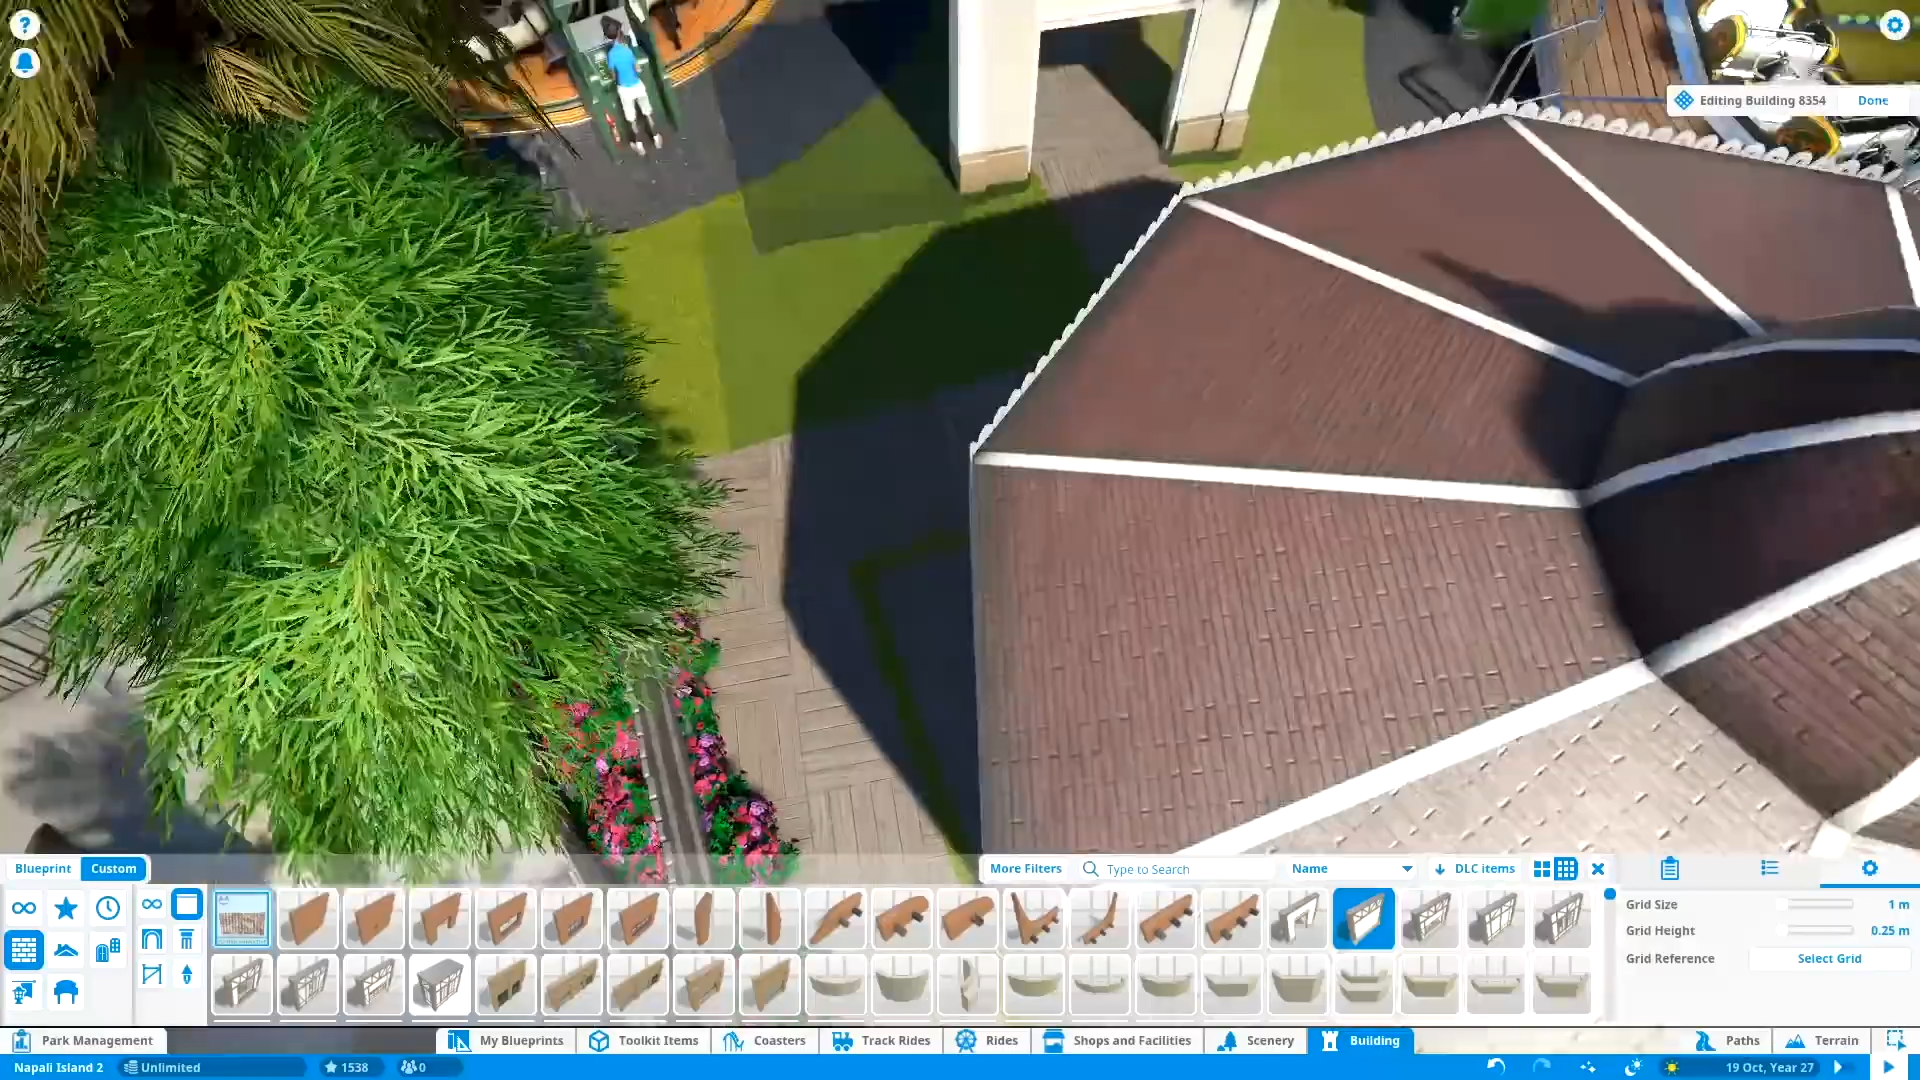 ?
Editing Building 8354
Done
Blueprint
Custom
More Filters
Type to Search
Name
DLC items
Grid Size
1 m
Grid Height
0.25 m
Grid Reference
Select Grid
Park Management
My Blueprints
Toolkit Items
Coasters
Track Rides
Rides
Shops and Facilities
Scenery
Building
Paths
Terrain
Napali Island 2
Unlimited
1538
0
19 Oct, Year 27